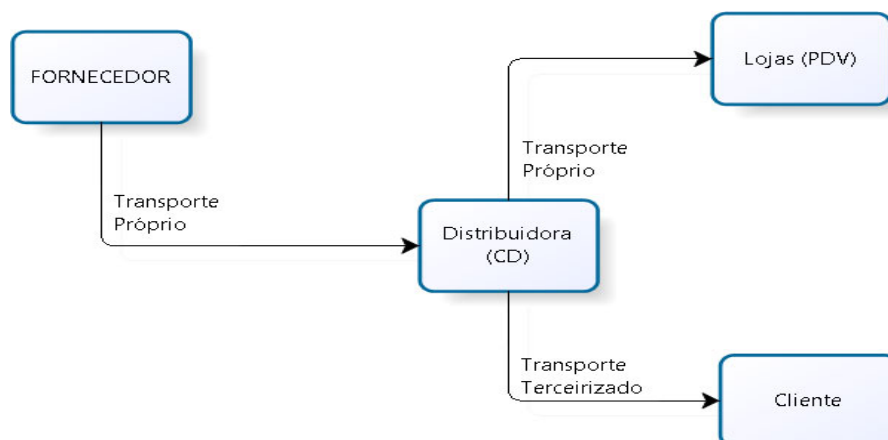 FORNECEDOR
Lojas (PDV)
Transporte
Próprio
Transporte
Próprio
Distribuidora
(CD)
Transporte
Terceirizado
Cliente